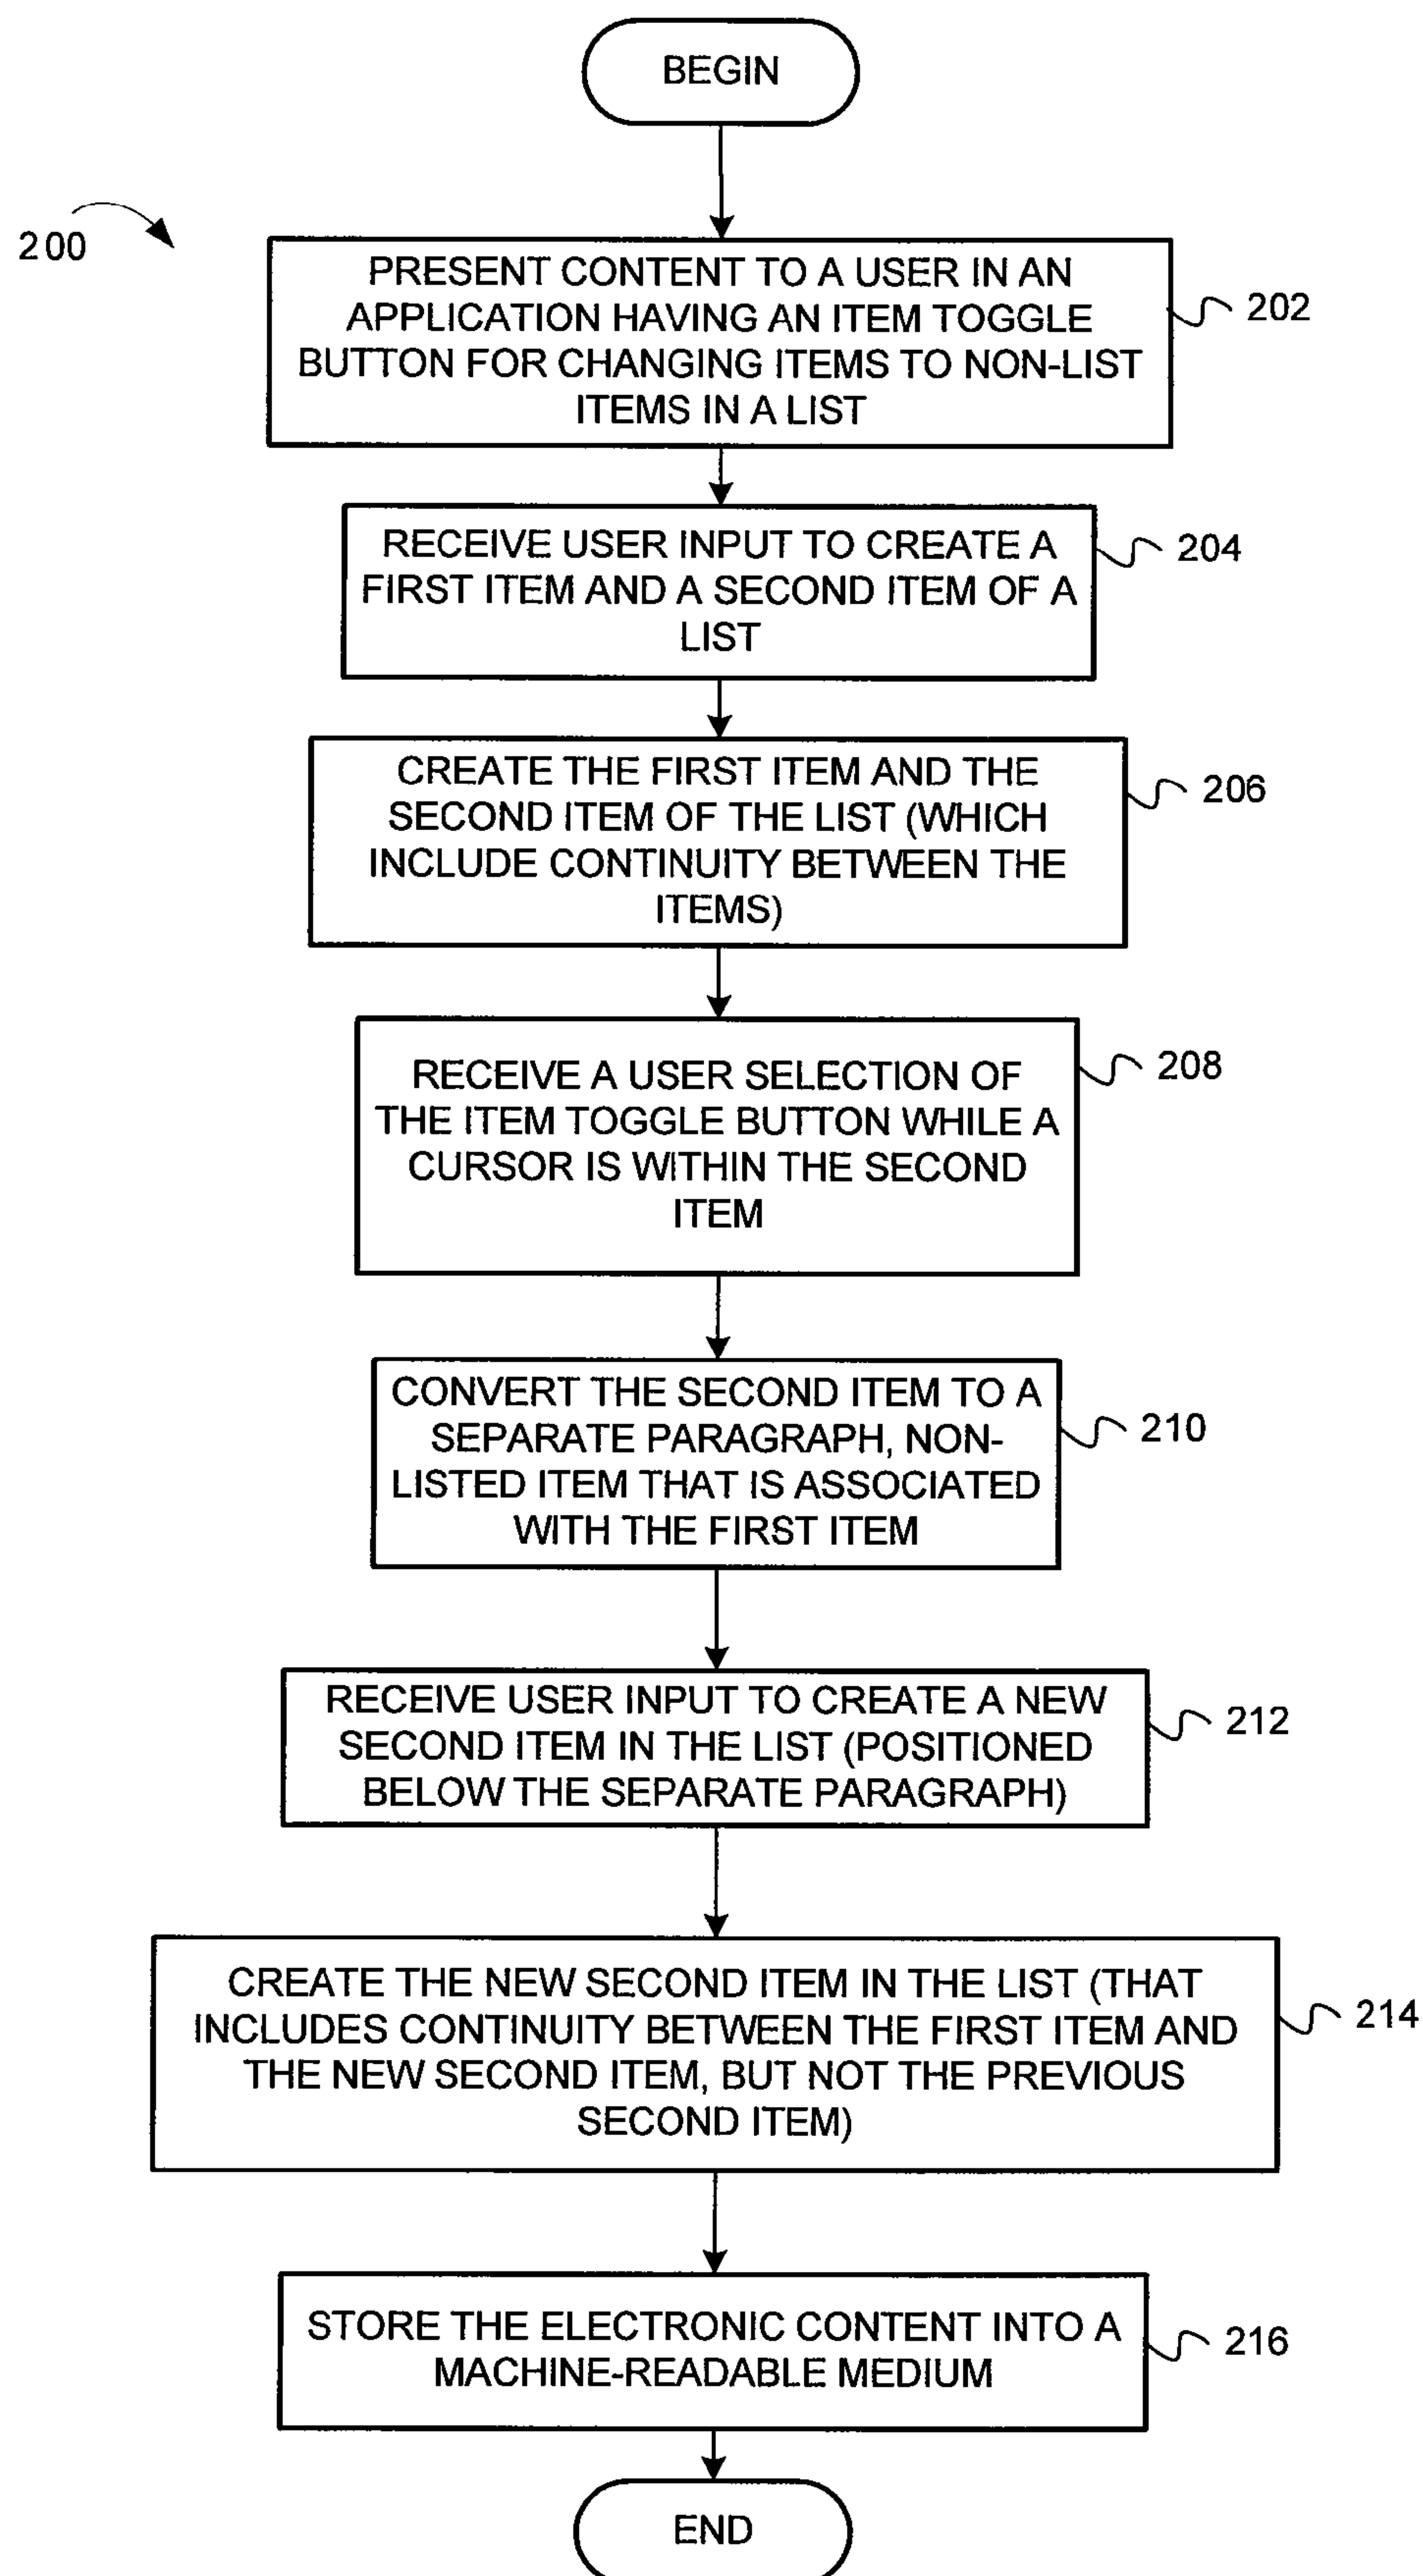 BEGIN
200
PRESENT CONTENT TO A USER IN AN
APPLICATION HAVING AN ITEM TOGGLE
BUTTON FOR CHANGING ITEMS TO NON-LIST
ITEMS IN A LIST
202
RECEIVE USER INPUT TO CREATE A
FIRST ITEM AND A SECOND ITEM OF A
LIST
204
CREATE THE FIRST ITEM AND THE
SECOND ITEM OF THE LIST (WHICH
INCLUDE CONTINUITY BETWEEN THE
ITEMS)
206
RECEIVE A USER SELECTION OF
THE ITEM TOGGLE BUTTON WHILE A
CURSOR IS WITHIN THE SECOND
ITEM
208
CONVERT THE SECOND ITEM TO A
SEPARATE PARAGRAPH, NON-
LISTED ITEM THAT IS ASSOCIATED
WITH THE FIRST ITEM
210
RECEIVE USER INPUT TO CREATE A NEW
SECOND ITEM IN THE LIST (POSITIONED
BELOW THE SEPARATE PARAGRAPH)
212
CREATE THE NEW SECOND ITEM IN THE LIST (THAT
INCLUDES CONTINUITY BETWEEN THE FIRST ITEM AND
THE NEW SECOND ITEM, BUT NOT THE PREVIOUS
SECOND ITEM)
214
STORE THE ELECTRONIC CONTENT INTO A
MACHINE-READABLE MEDIUM
216
END